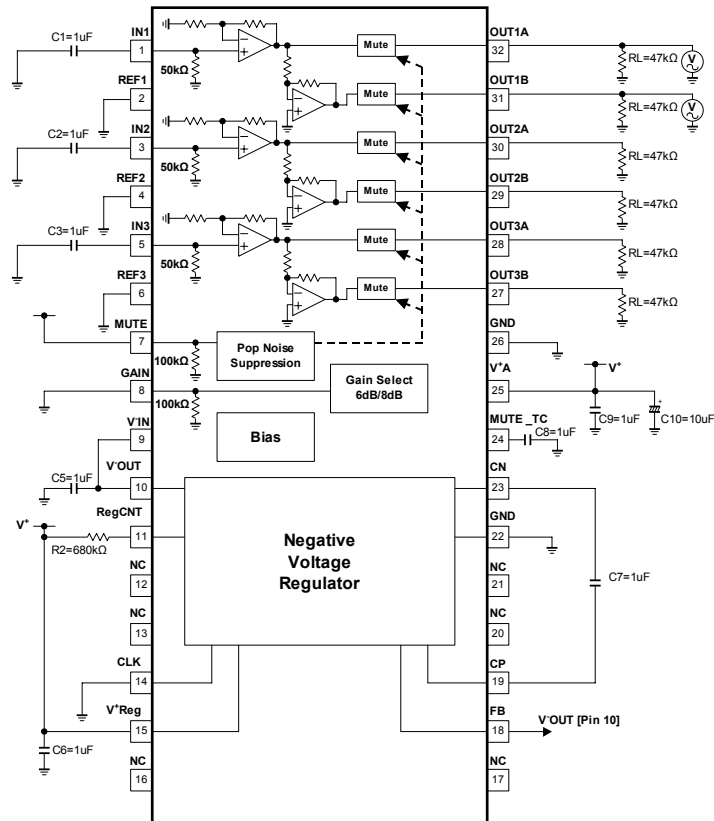 C1=1uF
IN1
1
50kΩ
REF1
2
C2=1uF
IN2
3
50kΩ
REF2
4
C3=1uF
IN3
5
50kΩ
REF3
6
MUTE
7
100kΩ
GAIN
8
100kΩ
V-IN
9
C5=1uF
V-OUT
10
V+
RegCNT
11
R2=680kΩ
NC
12
NC
13
CLK
14
V+Reg
15
C6=1uF
NC
16
Mute
Mute
Mute
Mute
Mute
Mute
Pop Noise
Suppression
Gain Select
6dB/8dB
Bias
Negative
Voltage
Regulator
OUT1A
32
RL=47kΩ
V
OUT1B
31
RL=47kΩ
V
OUT2A
30
RL=47kΩ
OUT2B
29
RL=47kΩ
OUT3A
28
RL=47kΩ
OUT3B
27
RL=47kΩ
GND
26
V+A
25
V+
C9=1uF
+
C10=10uF
MUTE_TC
24
C8=1uF
CN
23
GND
22
C7=1uF
NC
21
NC
20
CP
19
FB
18
V-OUT [Pin 10]
NC
17